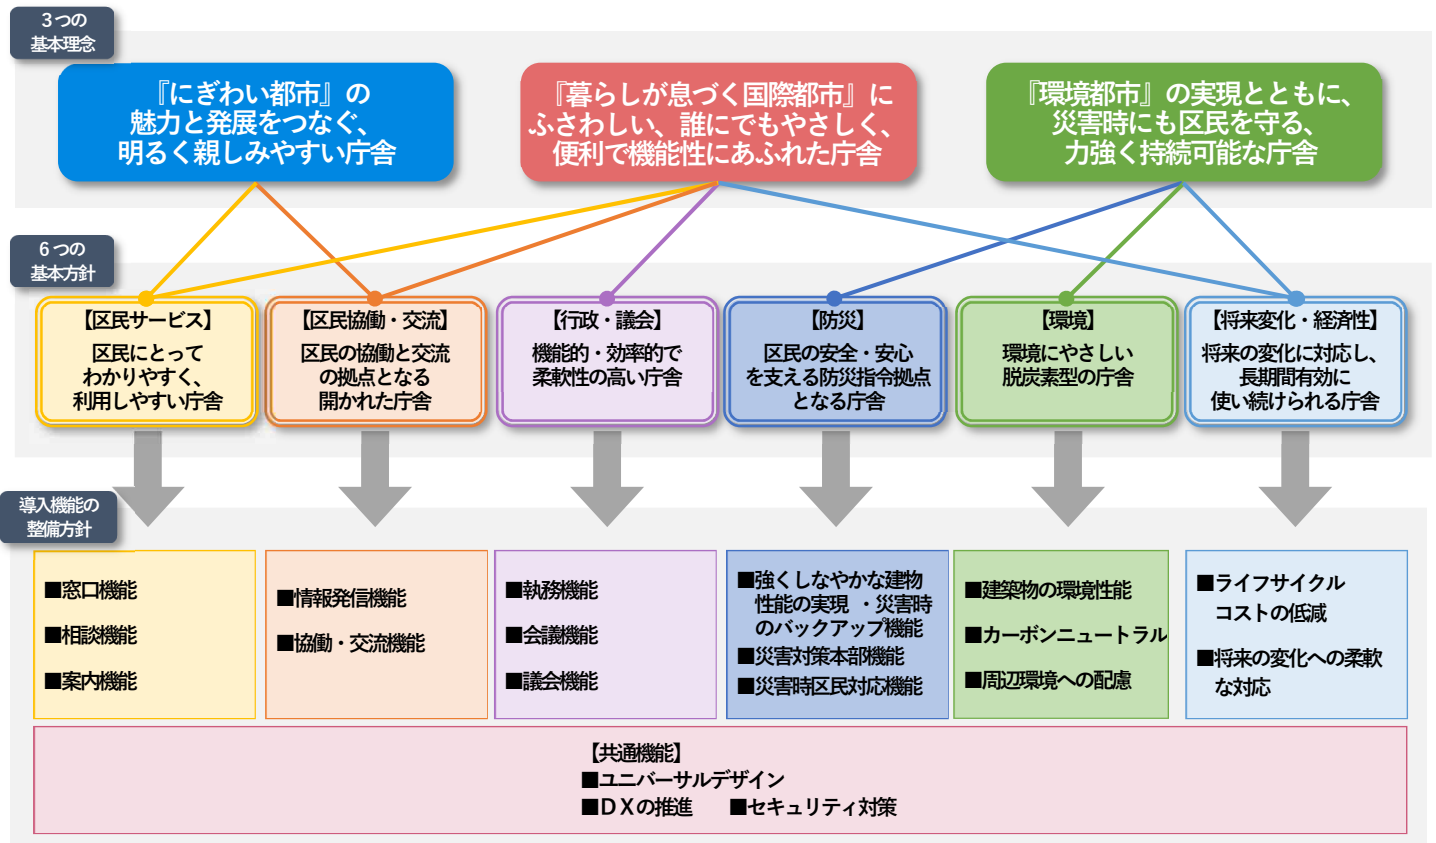 ３つの
基本理念
『にぎわい都市』の
魅力と発展をつなぐ、
明るく親しみやすい庁舎
『暮らしが息づく国際都市』に
ふさわしい、誰にでもやさしく、
便利で機能性にあふれた庁舎
『環境都市』の実現とともに、
災害時にも区民を守る、
力強く持続可能な庁舎
６つの
基本方針
【区民サービス】
区民にとって
わかりやすく、
利用しやすい庁舎
【区民協働・交流】
区民の協働と交流
の拠点となる
開かれた庁舎
【行政・議会】
機能的・効率的で
柔軟性の高い庁舎
【防災】
区民の安全・安心
を支える防災指令拠点
となる庁舎
【環境】
環境にやさしい
脱炭素型の庁舎
【将来変化・経済性】
将来の変化に対応し、
長期間有効に
使い続けられる庁舎
導入機能の
整備方針
■窓口機能
■相談機能
■案内機能
■情報発信機能
■協働・交流機能
■執務機能
■会議機能
■議会機能
■強くしなやかな建物
性能の実現 ・災害時
のバックアップ機能
■災害対策本部機能
■災害時区民対応機能
■建築物の環境性能
■カーボンニュートラル
■周辺環境への配慮
■ライフサイクル
コストの低減
■将来の変化への柔軟
な対応
【共通機能】
■ユニバーサルデザイン
■ＤＸの推進　　■セキュリティ対策